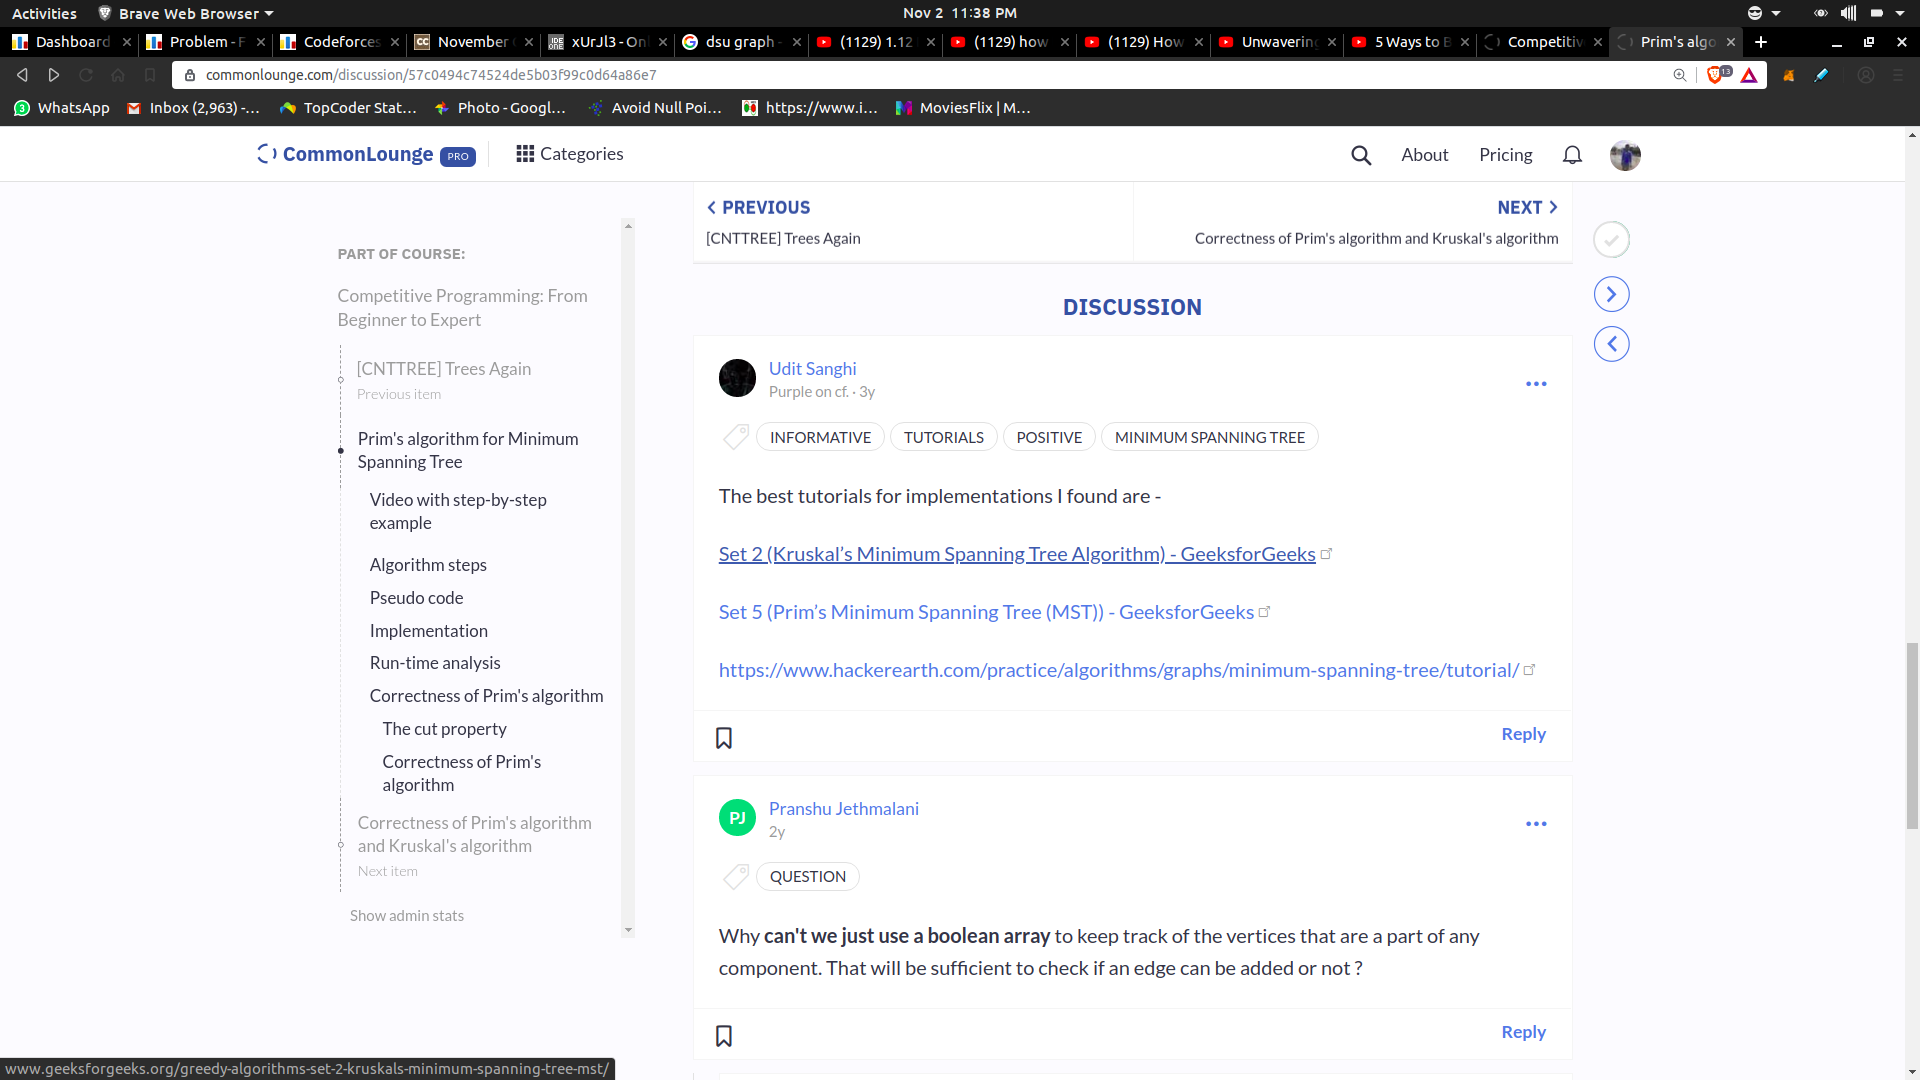 Activities Brave Web Browser Nov 2 11:38 PM
Dashboard Problem - F Codeforces November xUrJl3 - Onl dsu graph - (1129) 1.12 (1129) how (1129) How Unwavering 5 Ways to B Competitiv Prim's algo
commonlounge.com/discussion/57c0494c74524de5b03f99c0d64a86e7 13
WhatsApp Inbox (2,963) -... TopCoder Stat... Photo - Googl... Avoid Null Poi... https://www.i... MoviesFlix | M...
CommonLounge PRO Categories About Pricing
PREVIOUS NEXT
[CNTTREE] Trees Again Correctness of Prim's algorithm and Kruskal's algorithm
PART OF COURSE:
Competitive Programming: From
Beginner to Expert
[CNTTREE] Trees Again
Previous item
Prim's algorithm for Minimum
Spanning Tree
Video with step-by-step
example
Algorithm steps
Pseudo code
Implementation
Run-time analysis
Correctness of Prim's algorithm
The cut property
Correctness of Prim's
algorithm
Correctness of Prim's algorithm
and Kruskal's algorithm
Next item
Show admin stats
DISCUSSION
Udit Sanghi
Purple on cf. · 3y
INFORMATIVE TUTORIALS POSITIVE MINIMUM SPANNING TREE
The best tutorials for implementations I found are -
Set 2 (Kruskal’s Minimum Spanning Tree Algorithm) - GeeksforGeeks
Set 5 (Prim’s Minimum Spanning Tree (MST)) - GeeksforGeeks
https://www.hackerearth.com/practice/algorithms/graphs/minimum-spanning-tree/tutorial/
Reply
PJ Pranshu Jethmalani
2y
QUESTION
Why can't we just use a boolean array to keep track of the vertices that are a part of any
component. That will be sufficient to check if an edge can be added or not ?
Reply
www.geeksforgeeks.org/greedy-algorithms-set-2-kruskals-minimum-spanning-tree-mst/